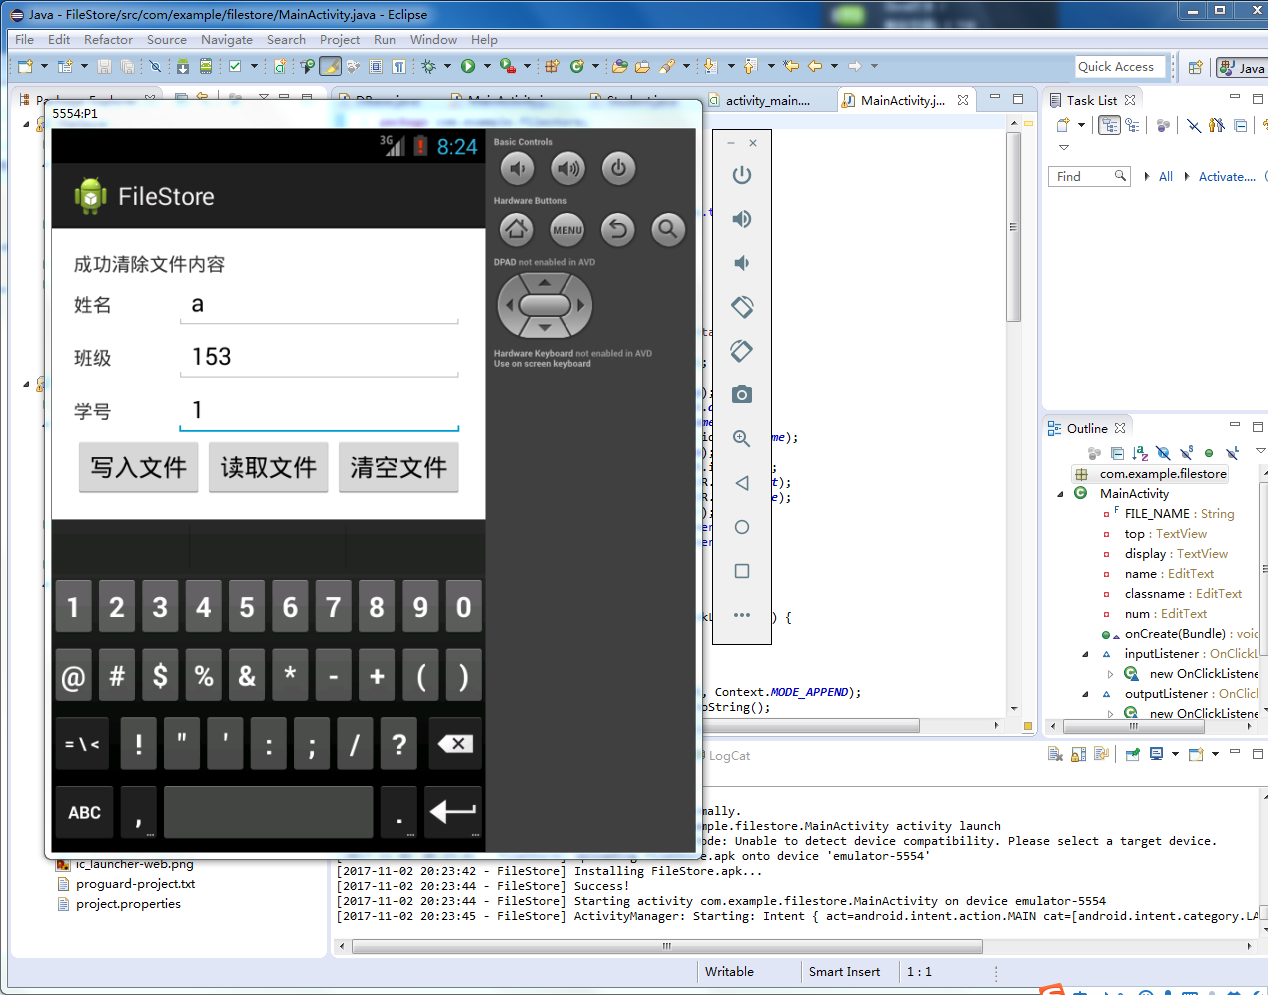 Java - FileStore/src/com/example/filestore/MainActivity.java - Eclipse
File Edit Refactor Source Navigate Search Project Run Window Help
Quick Access
Java
activity_main....
MainActivity.j...
Task List
Find
All
Activate....
5554:P1
3G
8:24
FileStore
成功清除文件内容
姓名
a
班级
153
学号
1
写入文件 读取文件 清空文件
1 2 3 4 5 6 7 8 9 0
@ # $ % & * - + ( )
= \ < ! " ' : ; / ?
ABC , ... . ... ...
Basic Controls
Hardware Buttons
MENU
DPAD not enabled in AVD
Hardware Keyboard not enabled in AVD
Use on screen keyboard
) {
, Context.MODE_APPEND);
oString();
Outline
com.example.filestore
MainActivity
F FILE_NAME : String
top : TextView
display : TextView
name : EditText
classname : EditText
num : EditText
onCreate(Bundle) : void
inputListener : OnClickL
new OnClickListene
outputListener : OnClic
new OnClickListene
LogCat
mally.
mple.filestore.MainActivity activity launch
ode: Unable to detect device compatibility. Please select a target device.
eStore.apk onto device 'emulator-5554'
[2017-11-02 20:23:42 - FileStore] Installing FileStore.apk...
[2017-11-02 20:23:44 - FileStore] Success!
[2017-11-02 20:23:44 - FileStore] Starting activity com.example.filestore.MainActivity on device emulator-5554
[2017-11-02 20:23:45 - FileStore] ActivityManager: Starting: Intent { act=android.intent.action.MAIN cat=[android.intent.category.LA
ic_launcher-web.png
proguard-project.txt
project.properties
Writable
Smart Insert
1 : 1